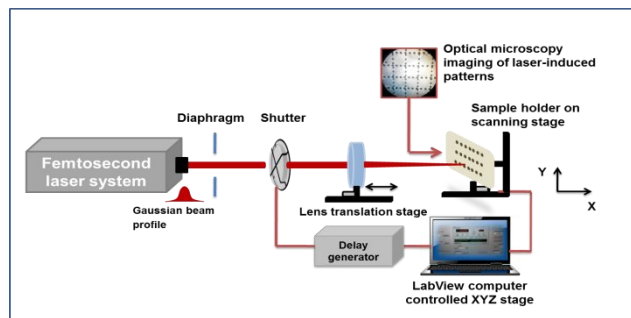 Optical microscopy
imaging of laser-induced
patterns
Diaphragm
Shutter
Sample holder on
scanning stage
Femtosecond
laser system
Gaussian beam
profile
Lens translation stage
Y
X
Delay
generator
LabView computer
controlled XYZ stage